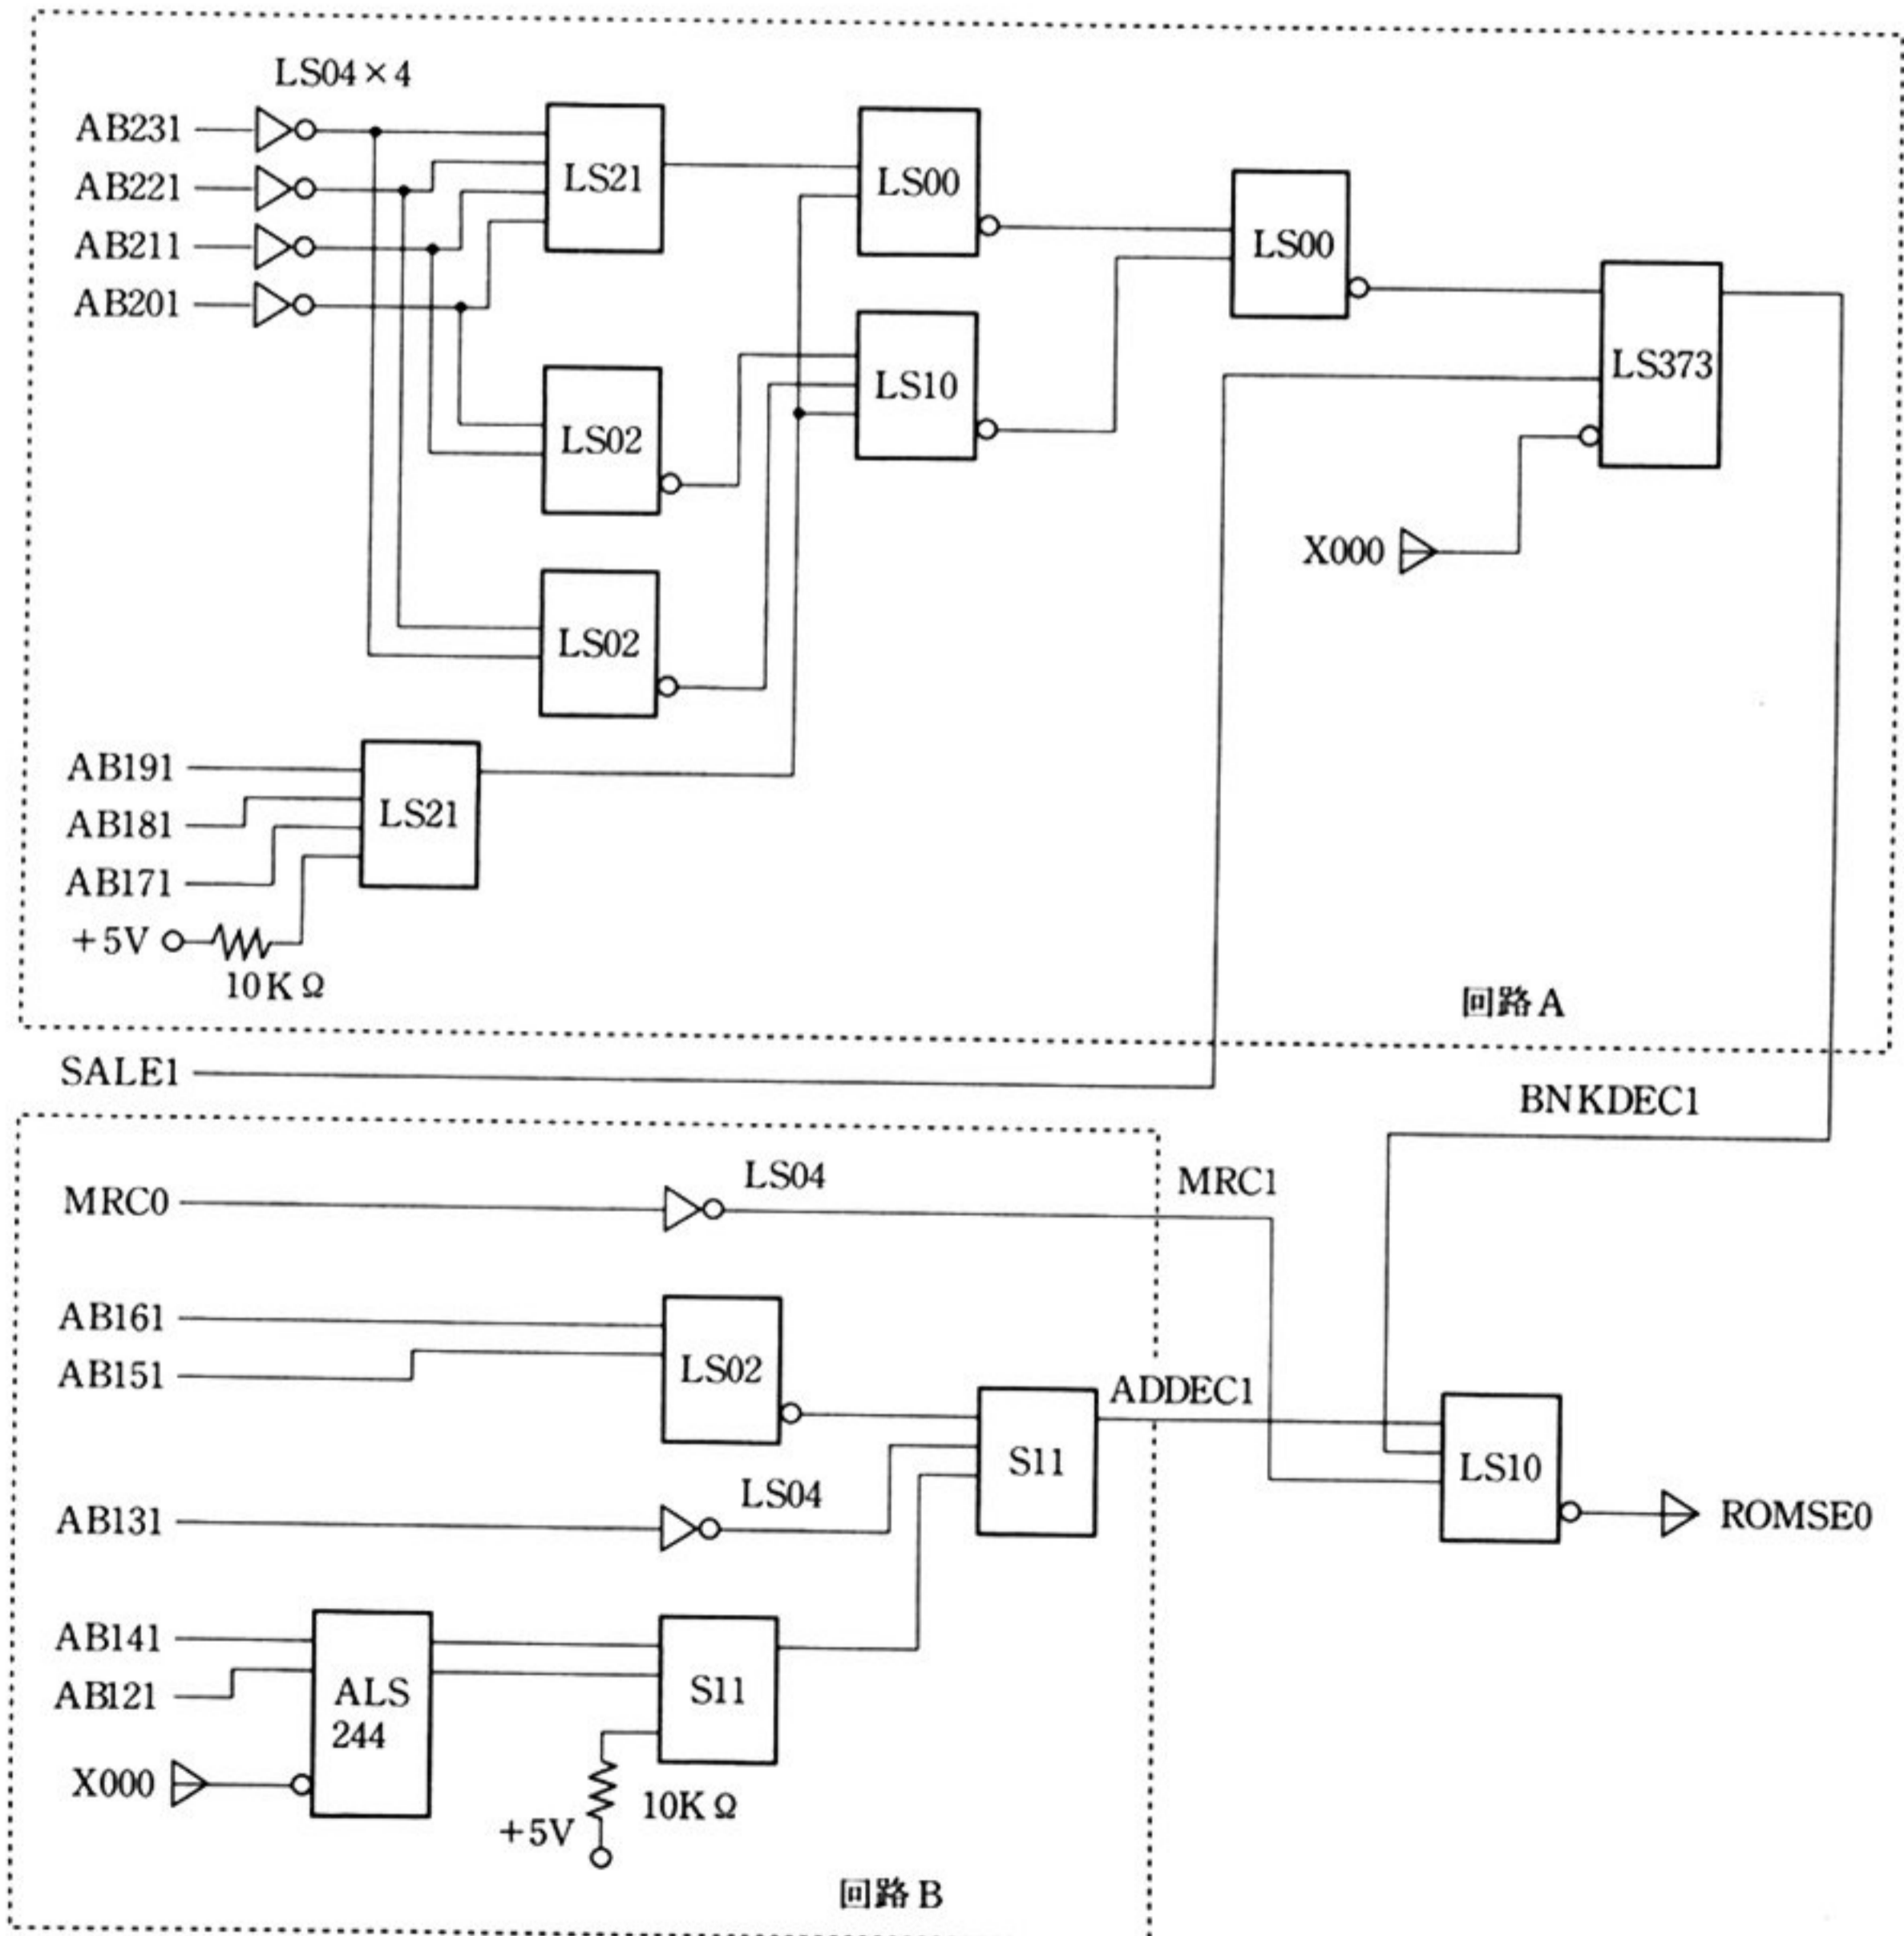 LS04×4
AB231
AB221
AB211
AB201
LS21
LS00
LS00
LS373
LS10
LS02
LS02
X000
AB191
AB181
AB171
+5V
10KΩ
LS21
回路A
SALE1
BNKDEC1
MRC0
LS04
MRC1
AB161
AB151
LS02
ADDEC1
S11
LS10
AB131
LS04
ROMSE0
AB141
AB121
ALS
244
S11
X000
10KΩ
+5V
回路B